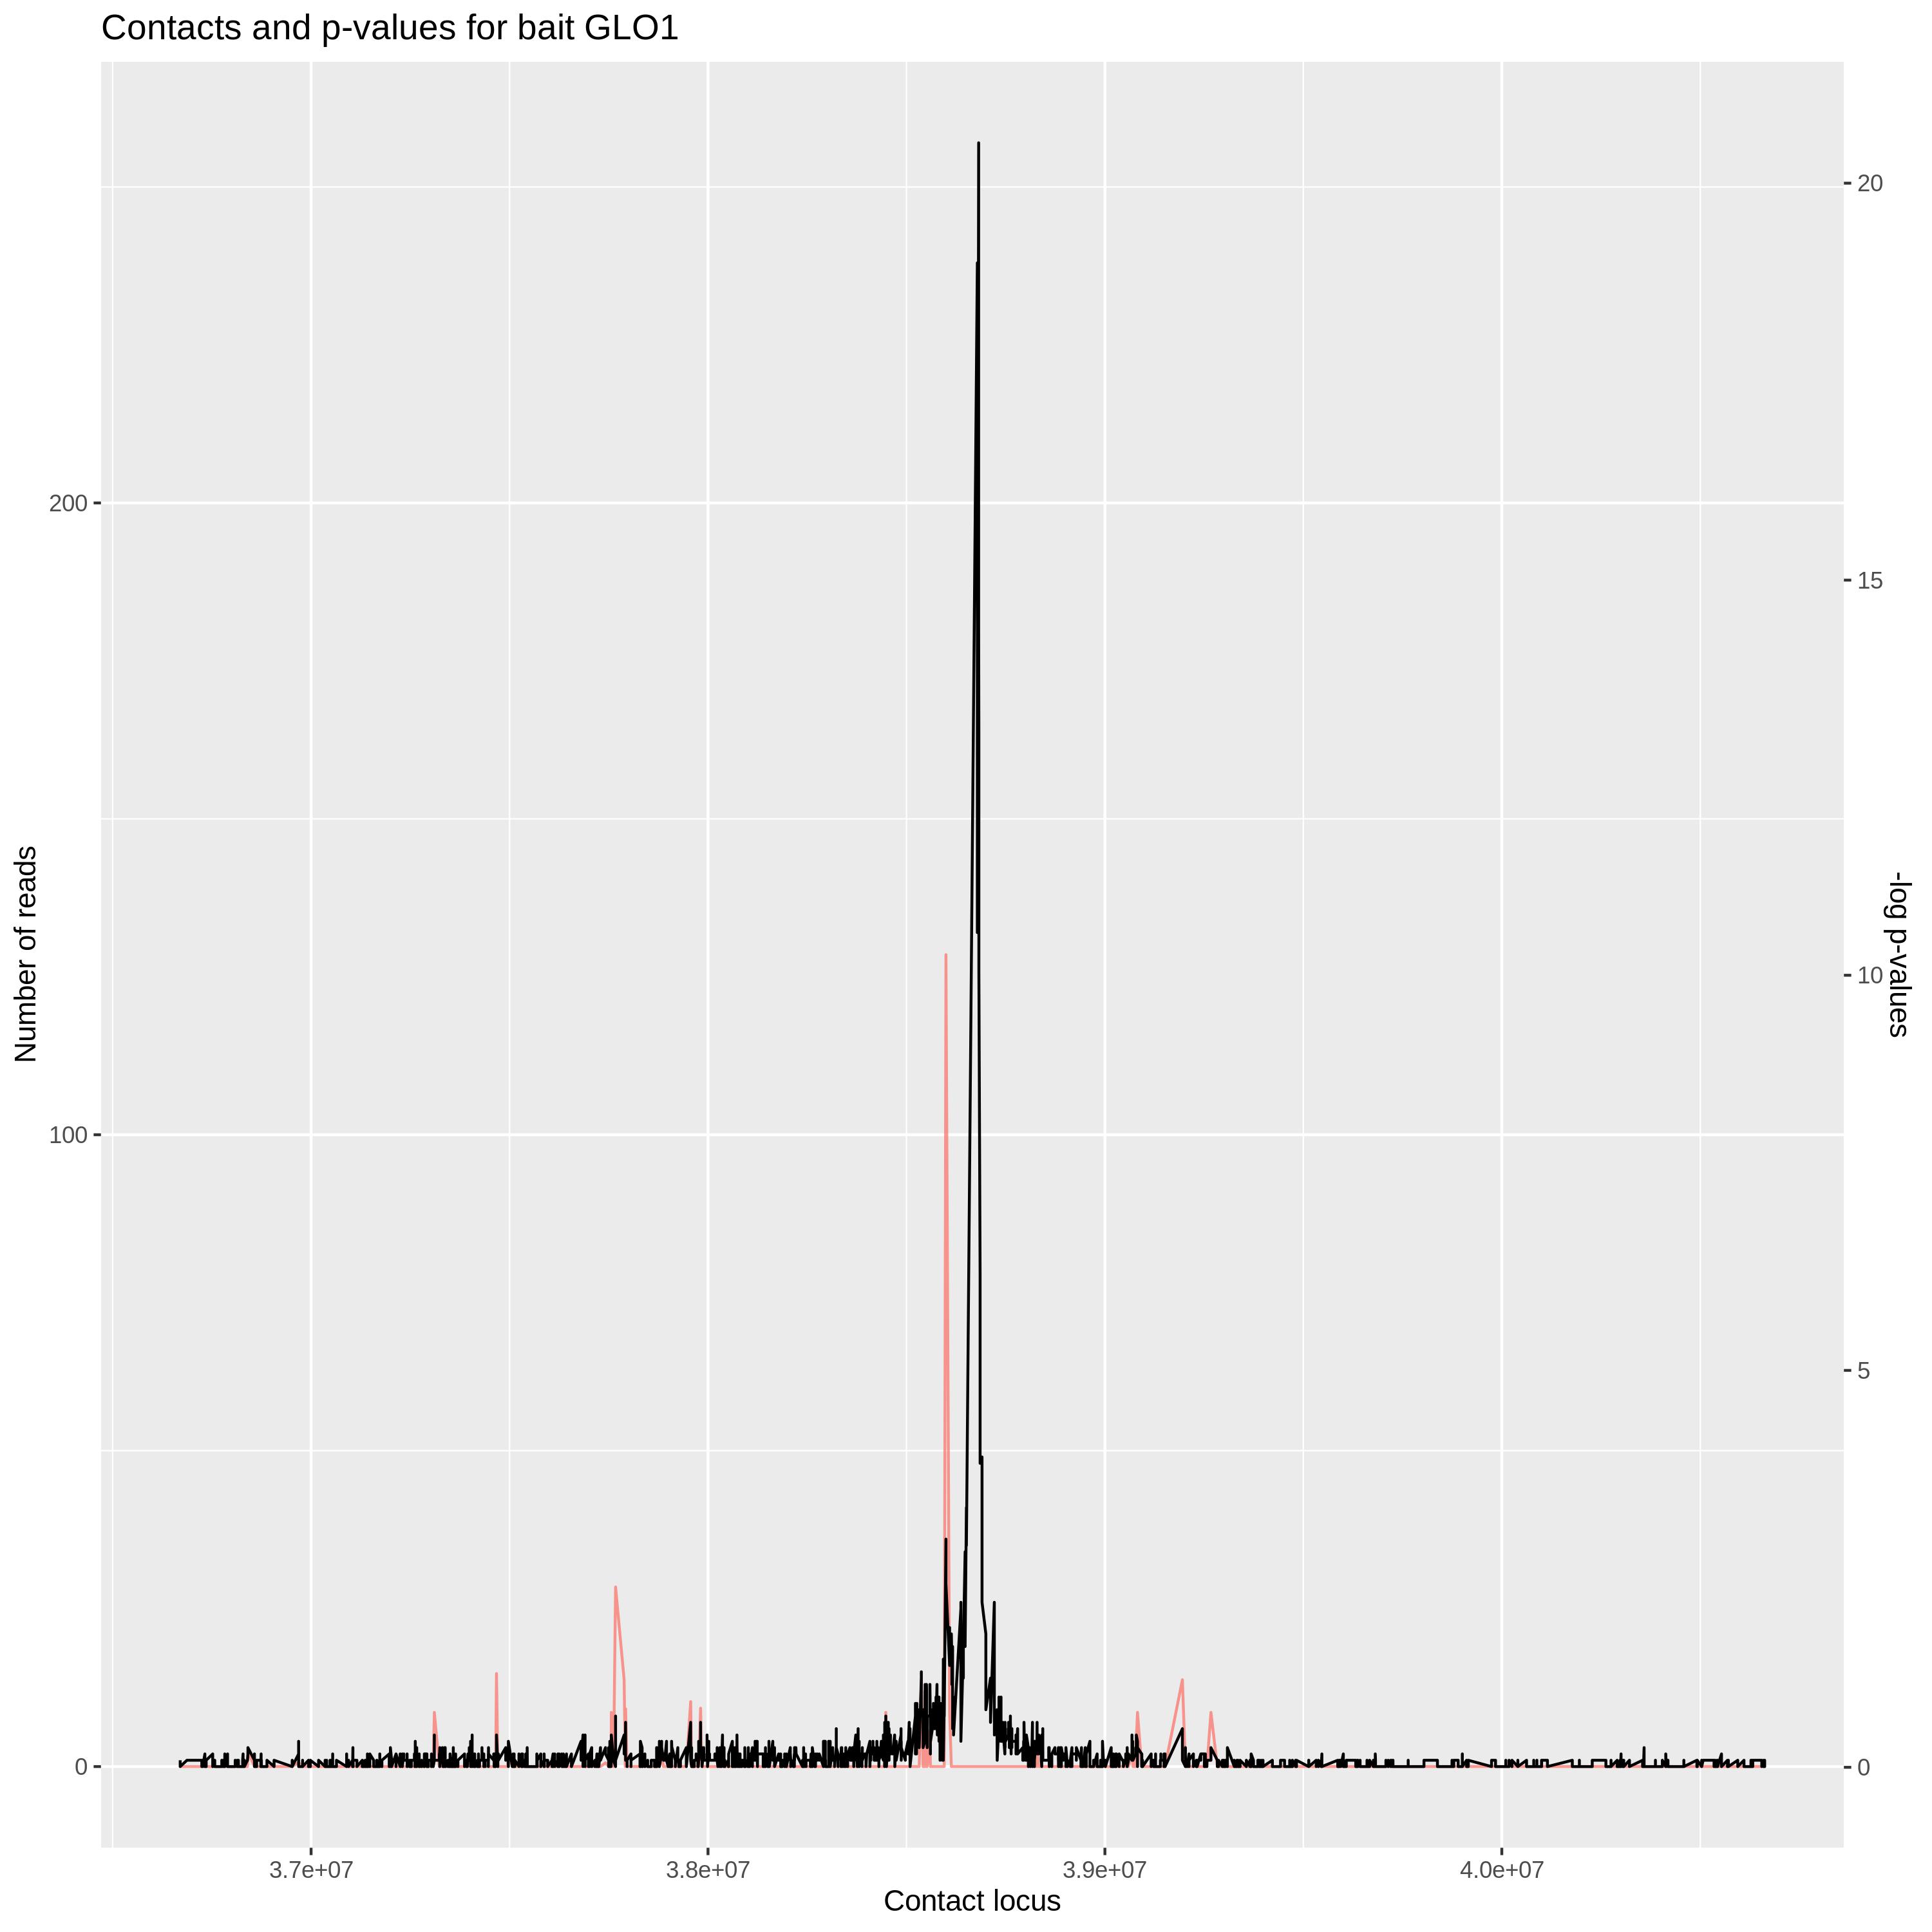 Contacts and p-values for bait GLO1
Number of reads
200
100
0
20
15
10
5
0
-log p-values
3.7e+07
3.8e+07
3.9e+07
4.0e+07
Contact locus